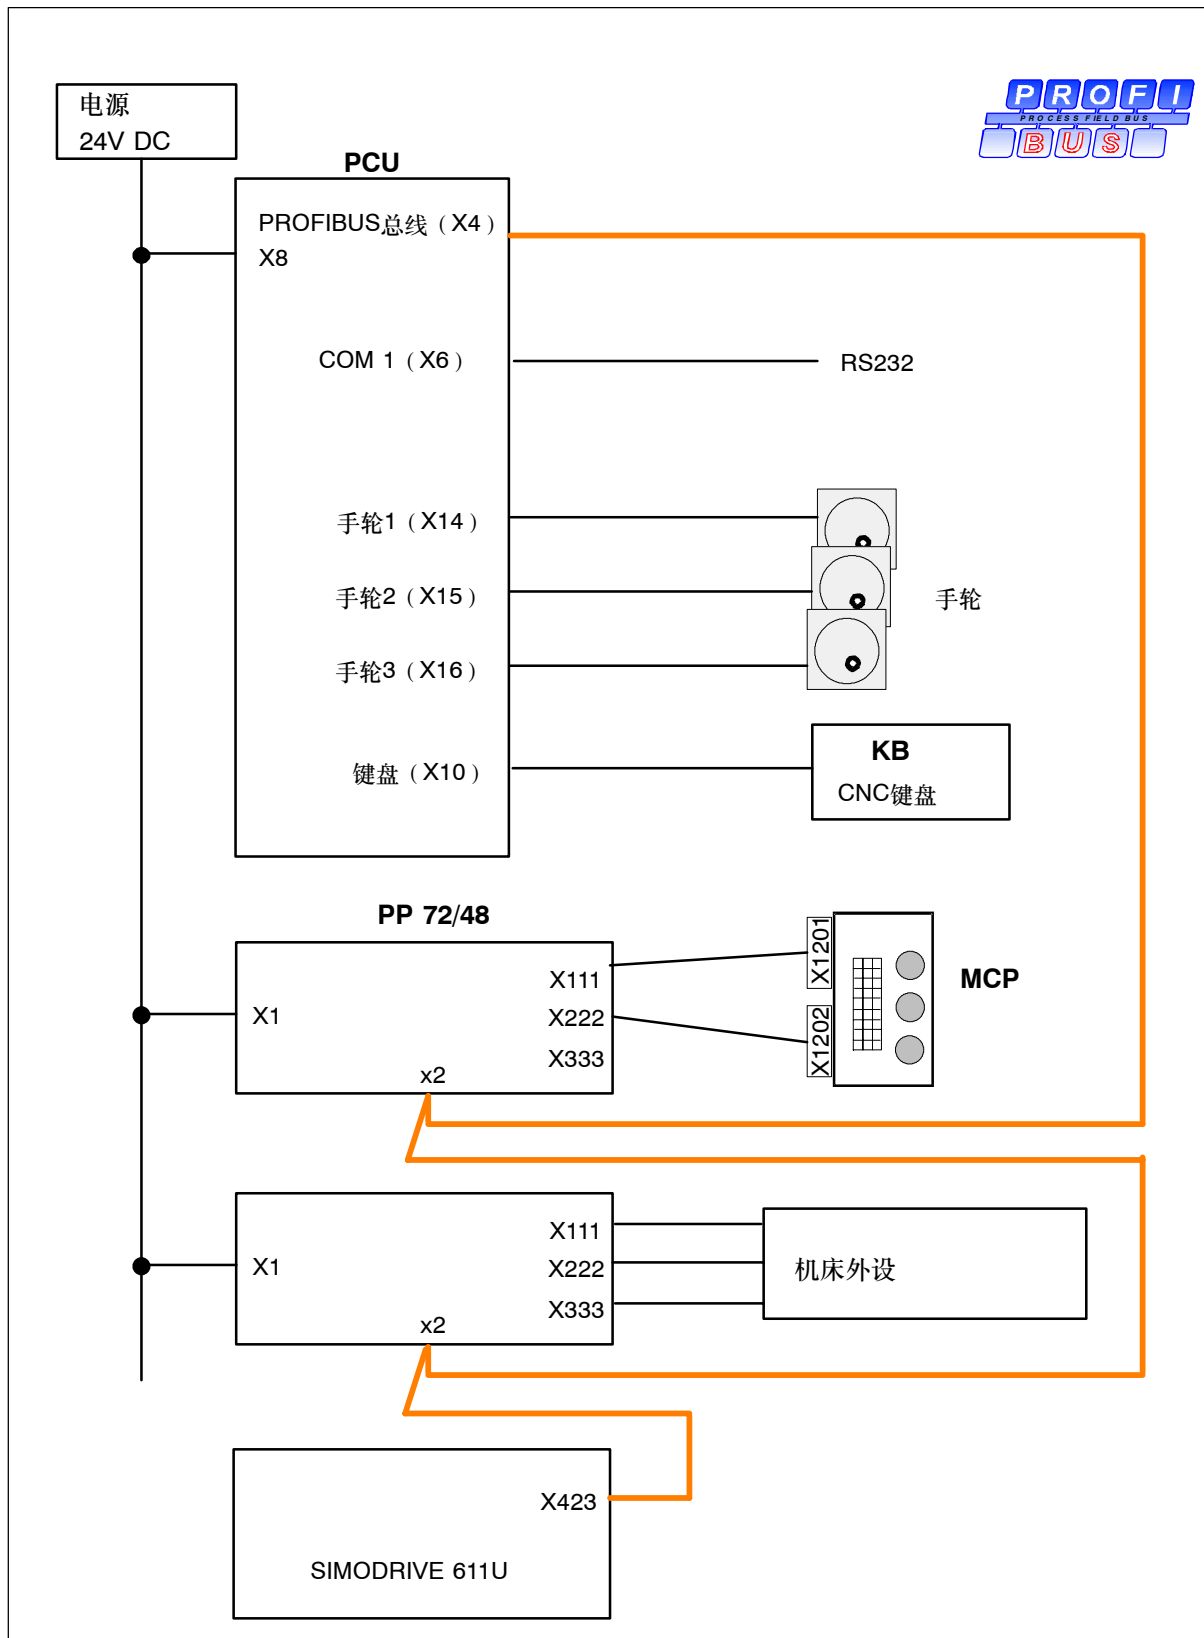 电源
24V DC
PROFI
PROCESS FIELD BUS
BUS
PCU
PROFIBUS总线（X4）
X8
COM 1（X6）
RS232
手轮1（X14）
手轮2（X15）
手轮
手轮3（X16）
KB
键盘（X10）
CNC键盘
PP 72/48
X1201
MCP
X111
X1
X222
X1202
X333
x2
X111
X1
X222
机床外设
X333
x2
X423
SIMODRIVE 611U